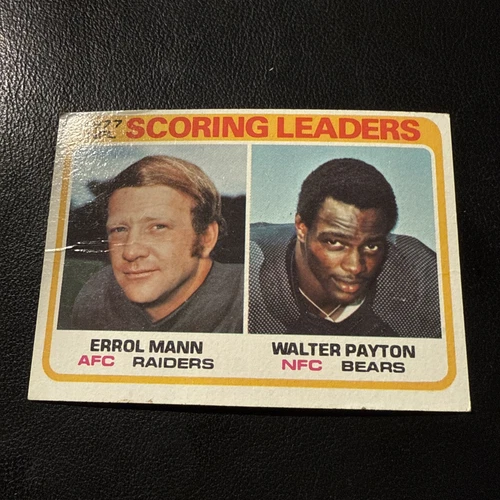 SCORING LEADERS
ERROL MANN
AFC RAIDERS
WALTER PAYTON
NFC BEARS